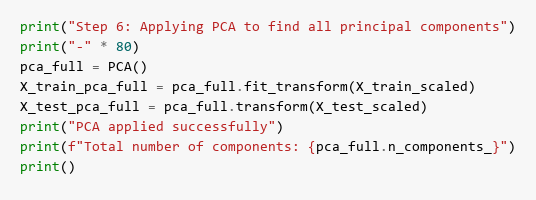 print("Step 6: Applying PCA to find all principal components")
print("-" * 80)
pca_full = PCA()
X_train_pca_full = pca_full.fit_transform(X_train_scaled)
X_test_pca_full = pca_full.transform(X_test_scaled)
print("PCA applied successfully")
print(f"Total number of components: {pca_full.n_components_}")
print()